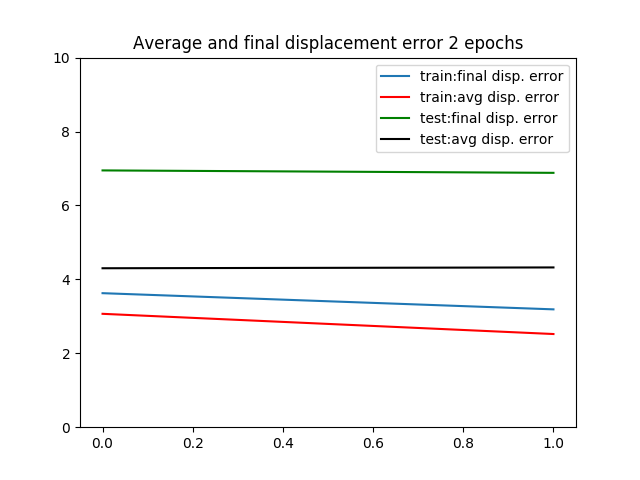 Average and final displacement error 2 epochs
train:final disp. error
train:avg disp. error
test:final disp. error
test:avg disp. error
10
8
6
4
2
0
0.0 0.2 0.4 0.6 0.8 1.0